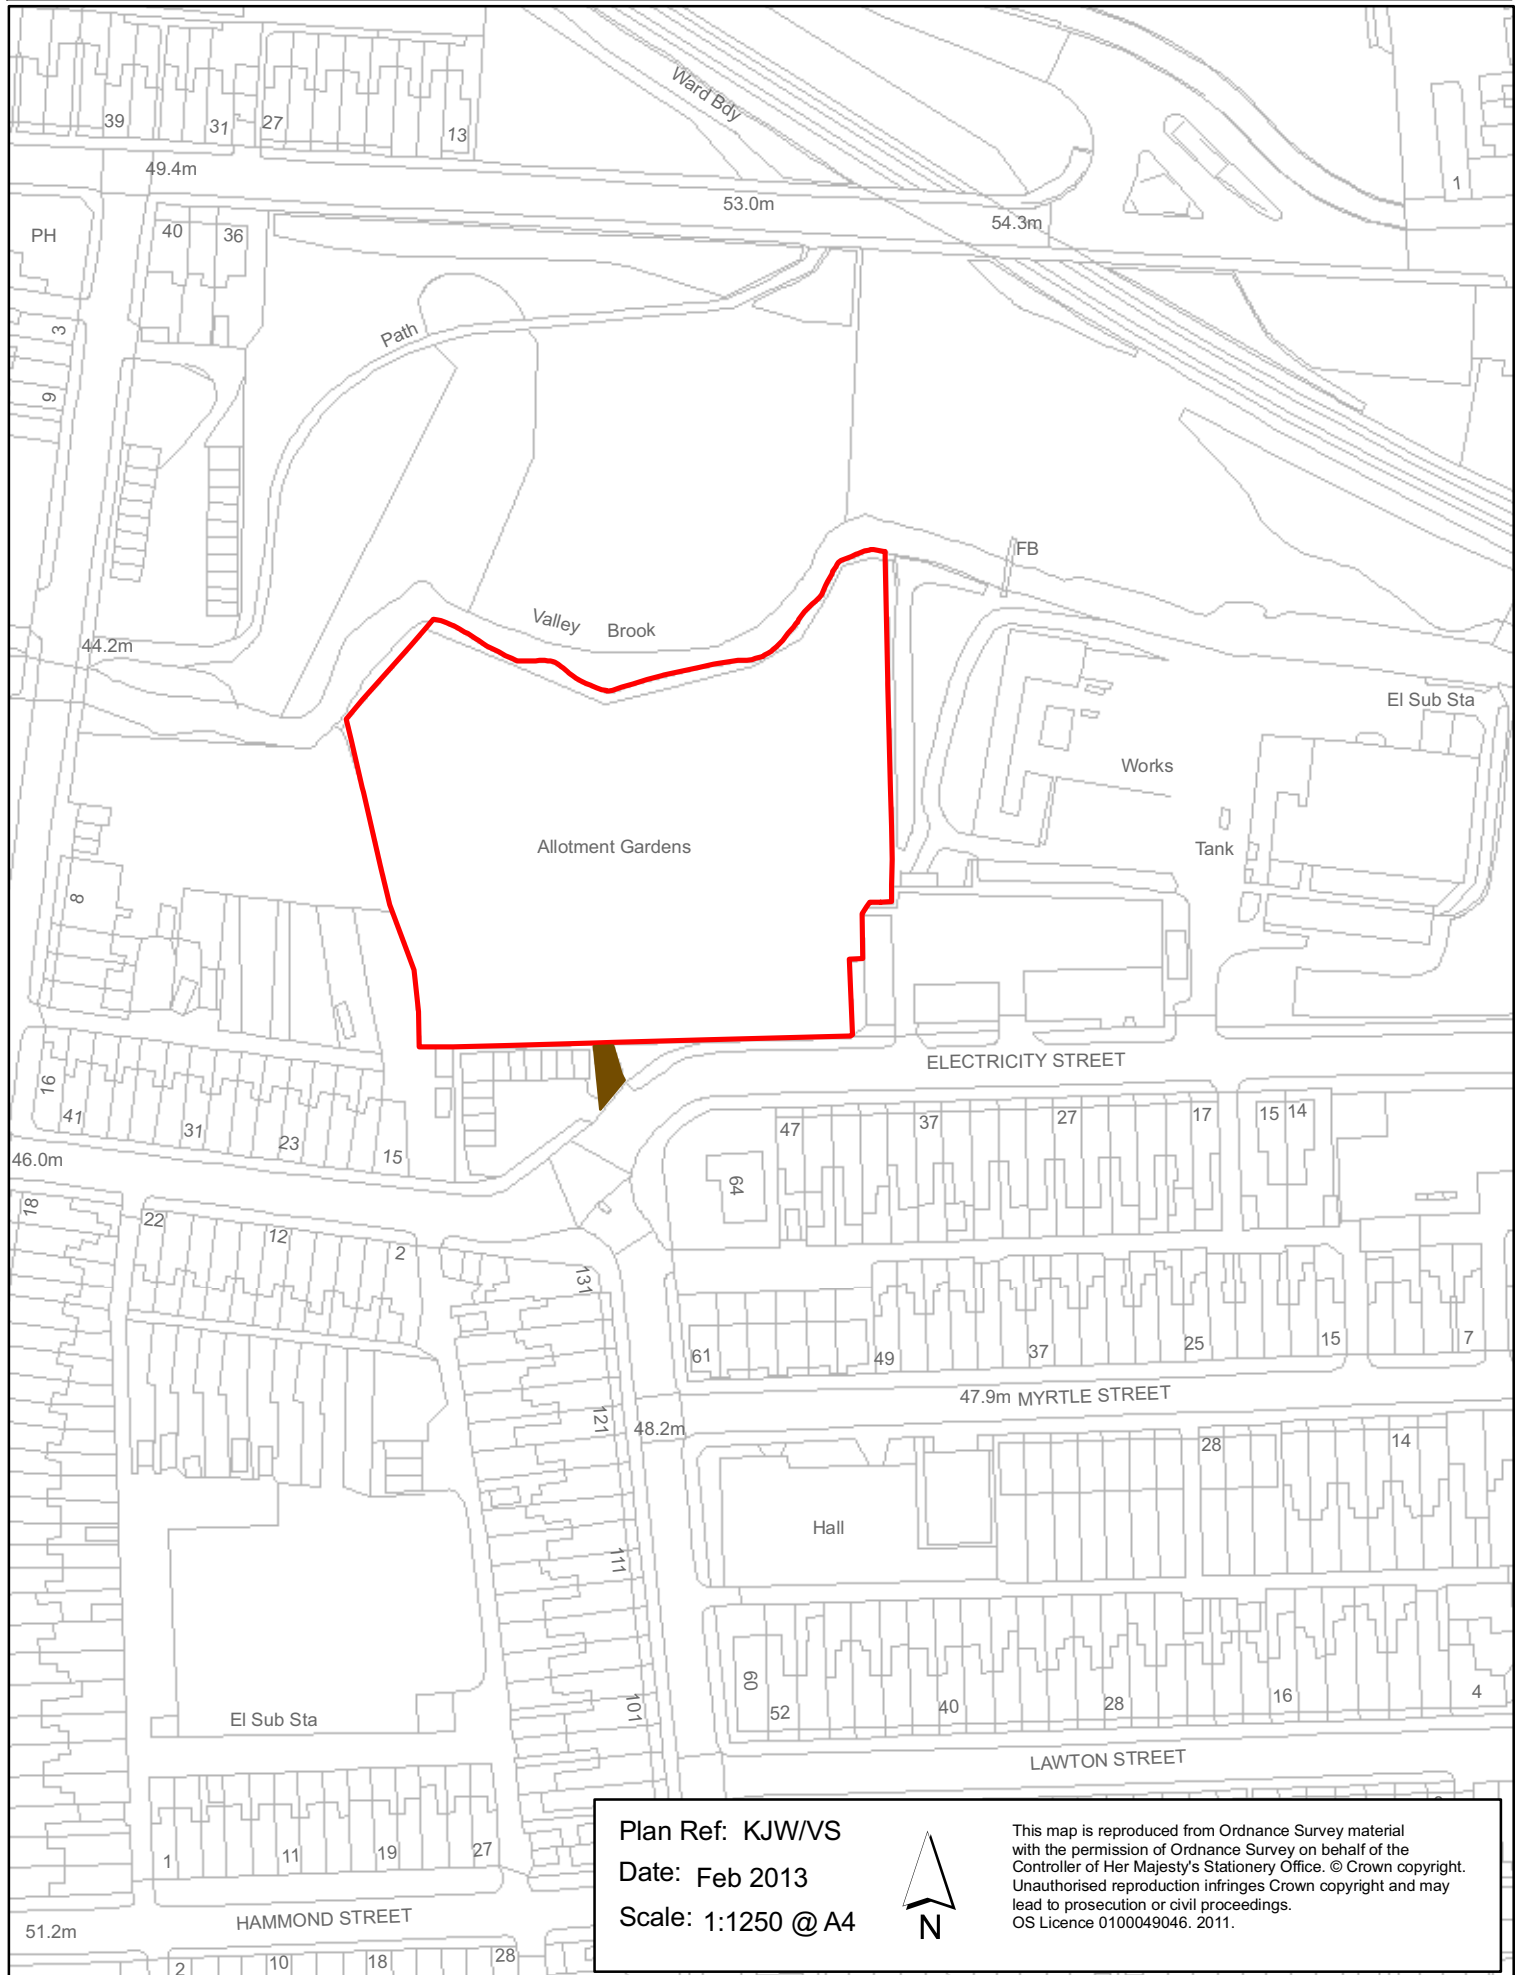 Ward Bdy
39
31
27
13
49.4m
53.0m
54.3m
1
PH
40
36
3
Path
9
FB
Valley Brook
44.2m
El Sub Sta
Works
Allotment Gardens
Tank
8
ELECTRICITY STREET
16
41
31
23
15
47
37
27
17
15
14
46.0m
64
18
22
12
2
131
61
49
37
25
15
7
47.9m
MYRTLE STREET
121
48.2m
28
14
Hall
111
60
52
40
28
16
4
101
El Sub Sta
LAWTON STREET
1
11
19
27
HAMMOND STREET
51.2m
2
10
18
28
Plan Ref: KJW/VS
Date: Feb 2013
Scale: 1:1250 @ A4
N
This map is reproduced from Ordnance Survey material
with the permission of Ordnance Survey on behalf of the
Controller of Her Majesty's Stationery Office. © Crown copyright.
Unauthorised reproduction infringes Crown copyright and may
lead to prosecution or civil proceedings.
OS Licence 0100049046. 2011.